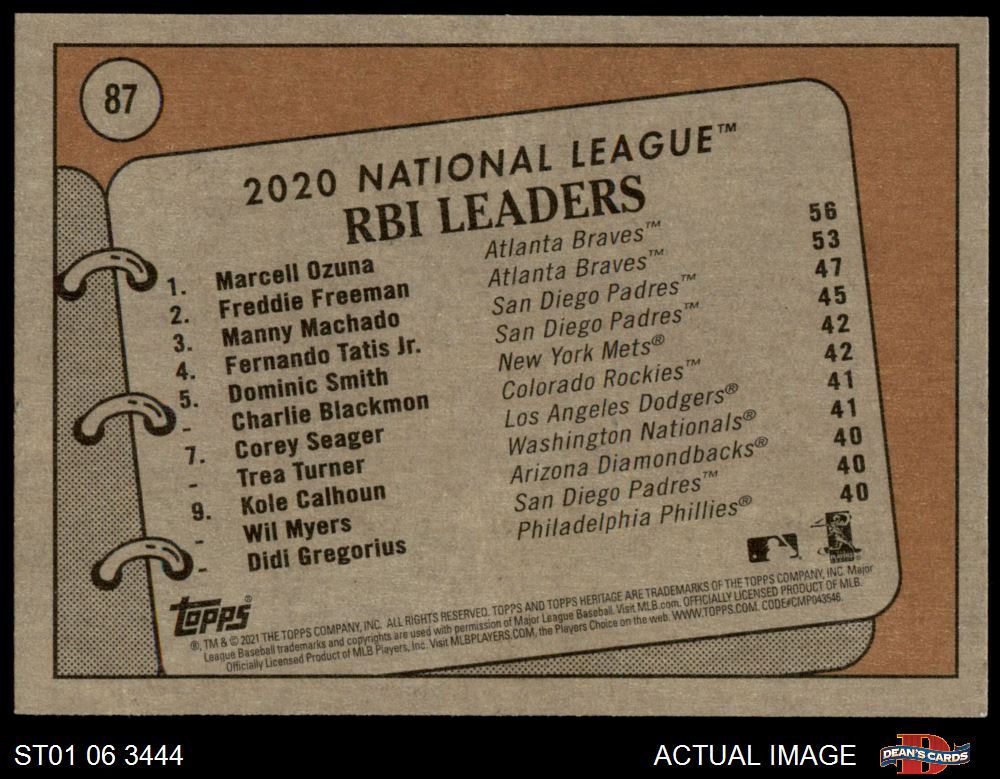 87
2020 NATIONAL LEAGUE™
RBI LEADERS
1. Marcell Ozuna Atlanta Braves™ 56
2. Freddie Freeman Atlanta Braves™ 53
3. Manny Machado San Diego Padres™ 47
4. Fernando Tatis Jr. San Diego Padres™ 45
5. Dominic Smith New York Mets® 42
- Charlie Blackmon Colorado Rockies™ 42
7. Corey Seager Los Angeles Dodgers® 41
- Trea Turner Washington Nationals® 41
9. Kole Calhoun Arizona Diamondbacks® 40
- Wil Myers San Diego Padres™ 40
- Didi Gregorius Philadelphia Phillies® 40
topps®
®, TM & © 2021 THE TOPPS COMPANY, INC. ALL RIGHTS RESERVED. TOPPS AND TOPPS HERITAGE ARE TRADEMARKS OF THE TOPPS COMPANY, INC. Major
League Baseball trademarks and copyrights are used with permission of Major League Baseball. Visit MLB.com. OFFICIALLY LICENSED PRODUCT OF MLB.
Officially Licensed Product of MLB Players, Inc. Visit MLBPLAYERS.COM, the Players Choice on the web. WWW.TOPPS.COM. CODE#CMP043546.
ST01 06 3444
ACTUAL IMAGE
DEAN'S CARDS